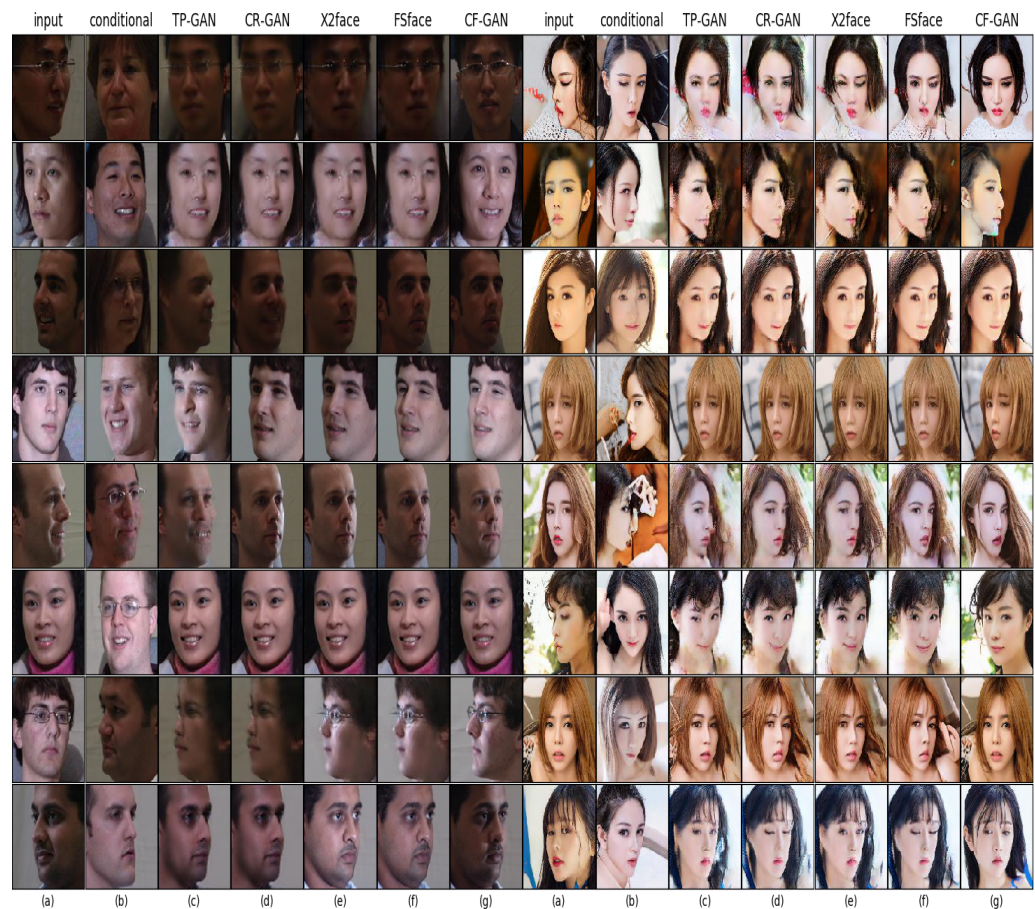 input conditional TP-GAN CR-GAN X2face FSface CF-GAN input conditional TP-GAN CR-GAN X2face FSface CF-GAN
(a) (b) (c) (d) (e) (f) (g) (a) (b) (c) (d) (e) (f) (g)